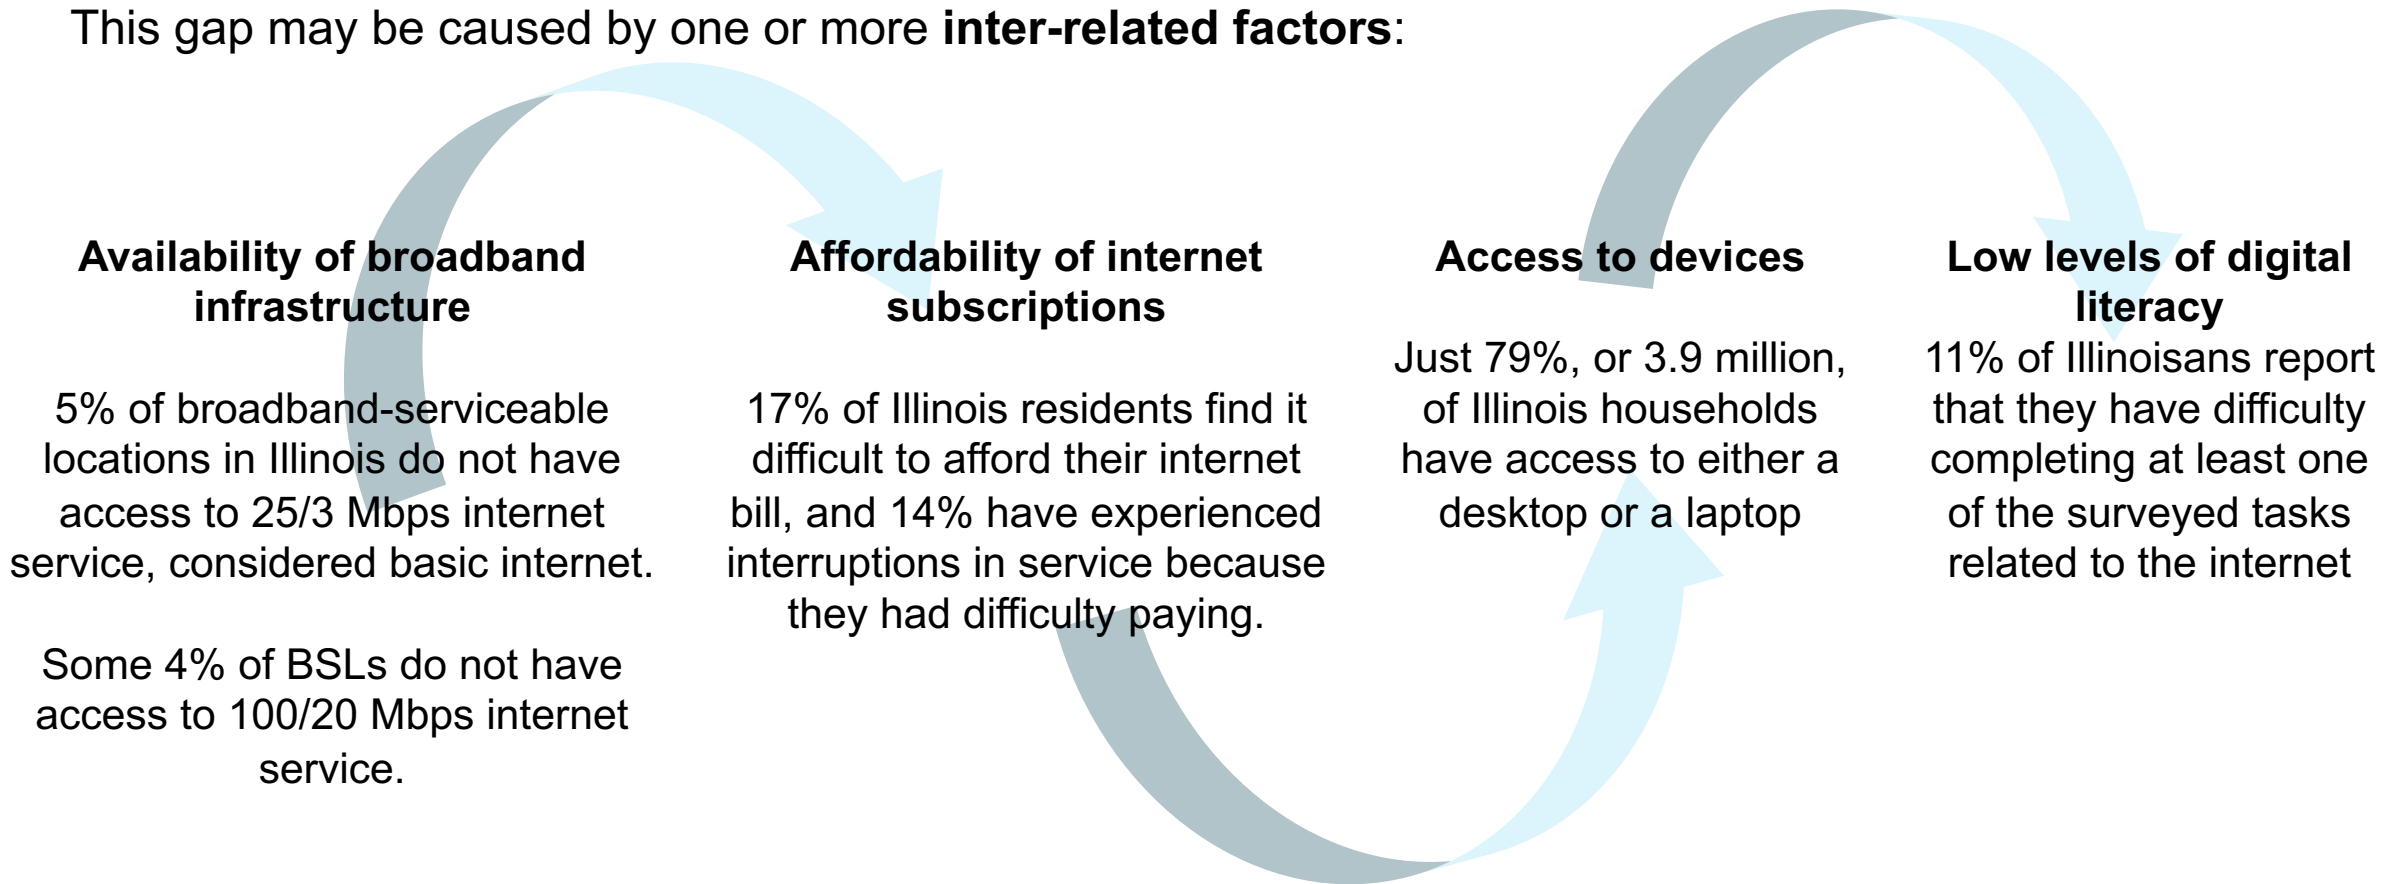 This gap may be caused by one or more inter-related factors:
Availability of broadband
infrastructure
5% of broadband-serviceable
locations in Illinois do not have
access to 25/3 Mbps internet
service, considered basic internet.
Some 4% of BSLs do not have
access to 100/20 Mbps internet
service.
Affordability of internet
subscriptions
17% of Illinois residents find it
difficult to afford their internet
bill, and 14% have experienced
interruptions in service because
they had difficulty paying.
Access to devices
Just 79%, or 3.9 million,
of Illinois households
have access to either a
desktop or a laptop
Low levels of digital
literacy
11% of Illinoisans report
that they have difficulty
completing at least one
of the surveyed tasks
related to the internet